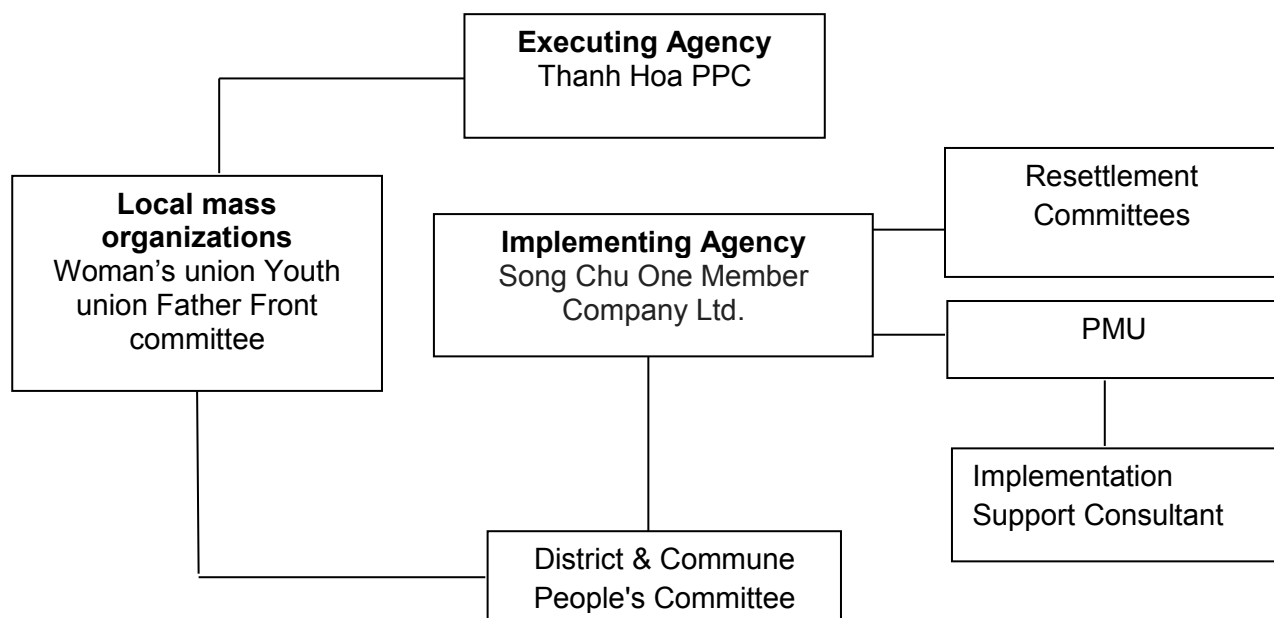 Executing Agency
Thanh Hoa PPC
Resettlement
Committees
Local mass
organizations
Woman’s union Youth
union Father Front
committee
Implementing Agency
Song Chu One Member
Company Ltd.
PMU
Implementation
Support Consultant
District & Commune
People's Committee